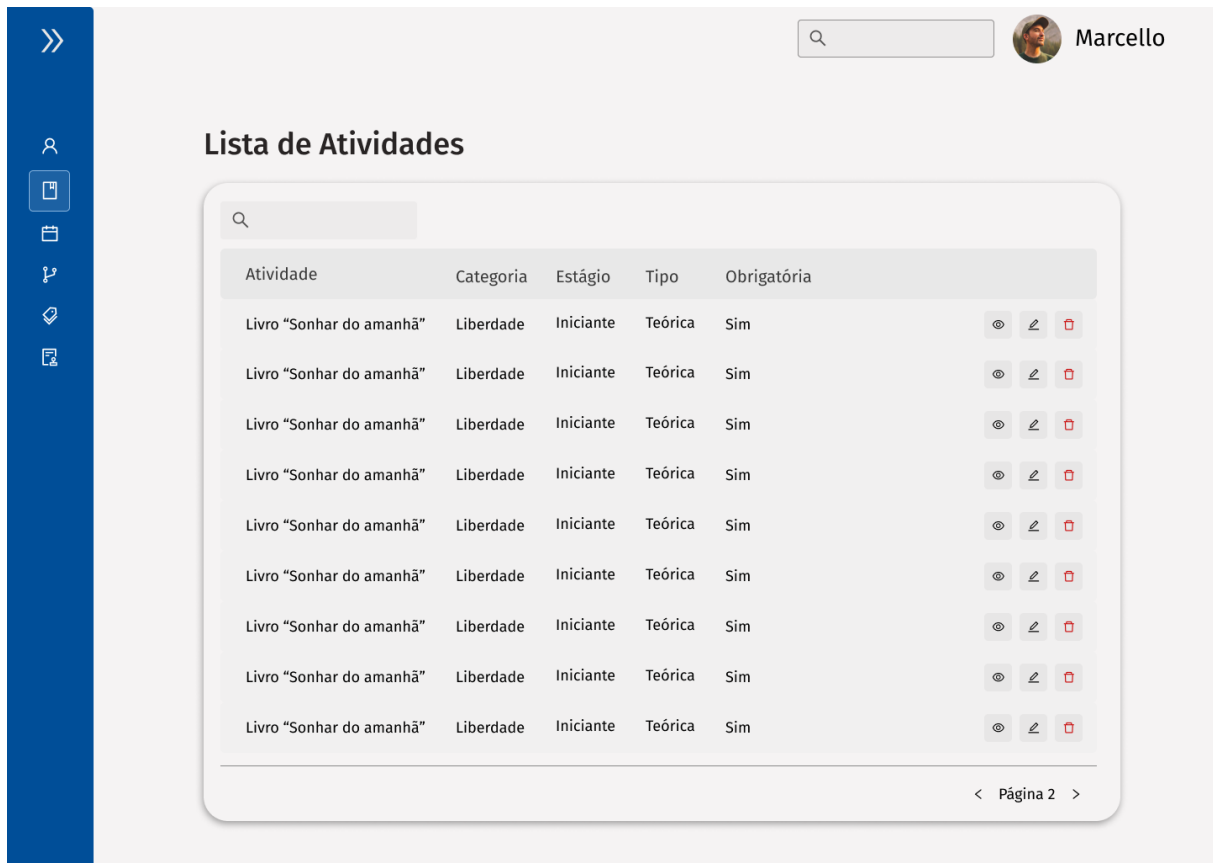 Marcello
Lista de Atividades
Atividade Categoria Estágio Tipo Obrigatória
Livro “Sonhar do amanhã” Liberdade Iniciante Teórica Sim
Livro “Sonhar do amanhã” Liberdade Iniciante Teórica Sim
Livro “Sonhar do amanhã” Liberdade Iniciante Teórica Sim
Livro “Sonhar do amanhã” Liberdade Iniciante Teórica Sim
Livro “Sonhar do amanhã” Liberdade Iniciante Teórica Sim
Livro “Sonhar do amanhã” Liberdade Iniciante Teórica Sim
Livro “Sonhar do amanhã” Liberdade Iniciante Teórica Sim
Livro “Sonhar do amanhã” Liberdade Iniciante Teórica Sim
Livro “Sonhar do amanhã” Liberdade Iniciante Teórica Sim
Página 2